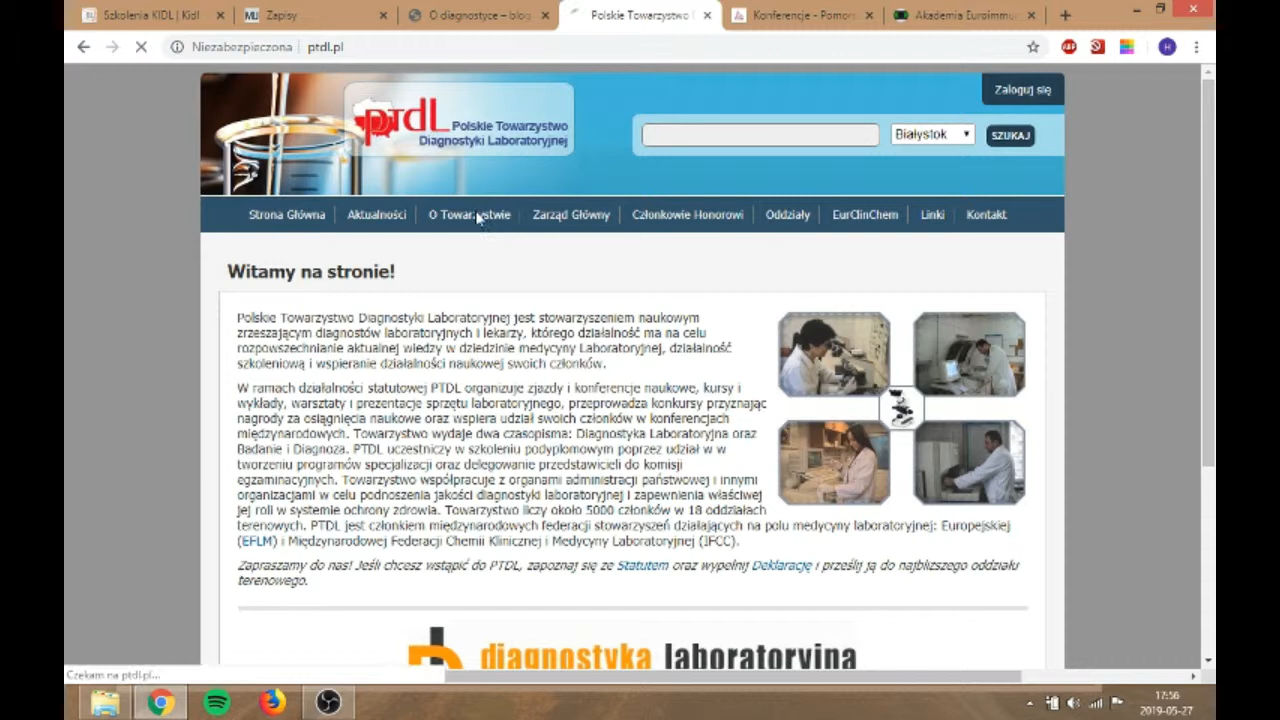 Szkolenia KIDL | Kidl
Zapisy
O diagnostyce – blog
Polskie Towarzystwo
Konferencje - Pomors
Akademia Euroimmu
Niezabezpieczona
ptdl.pl
Zaloguj się
PTDL
Polskie Towarzystwo
Diagnostyki Laboratoryjnej
Białystok
SZUKAJ
Strona Główna
Aktualności
O Towarzystwie
Zarząd Główny
Członkowie Honorowi
Oddziały
EurClinChem
Linki
Kontakt
Witamy na stronie!
Polskie Towarzystwo Diagnostyki Laboratoryjnej jest stowarzyszeniem naukowym
zrzeszającym diagnostów laboratoryjnych i lekarzy, którego działalność ma na celu
rozpowszechnianie aktualnej wiedzy w dziedzinie medycyny Laboratoryjnej, działalność
szkoleniową i wspieranie działalności naukowej swoich członków.
W ramach działalności statutowej PTDL organizuje zjazdy i konferencje naukowe, kursy i
wykłady, warsztaty i prezentacje sprzętu laboratoryjnego, przeprowadza konkursy przyznając
nagrody za osiągnięcia naukowe oraz wspiera udział swoich członków w konferencjach
międzynarodowych. Towarzystwo wydaje dwa czasopisma: Diagnostyka Laboratoryjna oraz
Badanie i Diagnoza. PTDL uczestniczy w szkoleniu podyplomowym poprzez udział w w
tworzeniu programów specjalizacji oraz delegowanie przedstawicieli do komisji
egzaminacyjnych. Towarzystwo współpracuje z organami administracji państwowej i innymi
organizacjami w celu podnoszenia jakości diagnostyki laboratoryjnej i zapewnienia właściwej
jej roli w systemie ochrony zdrowia. Towarzystwo liczy około 5000 członków w 18 oddziałach
terenowych. PTDL jest członkiem międzynarodowych federacji stowarzyszeń działających na polu medycyny laboratoryjnej: Europejskiej
(EFLM) i Międzynarodowej Federacji Chemii Klinicznej i Medycyny Laboratoryjnej (IFCC).
Zapraszamy do nas! Jeśli chcesz wstąpić do PTDL, zapoznaj się ze Statutem oraz wypełnij Deklarację i prześlij ją do najbliższego oddziału
terenowego.
diagnostyka laboratoryjna
Czekam na ptdl.pl...
17:56
2019-05-27